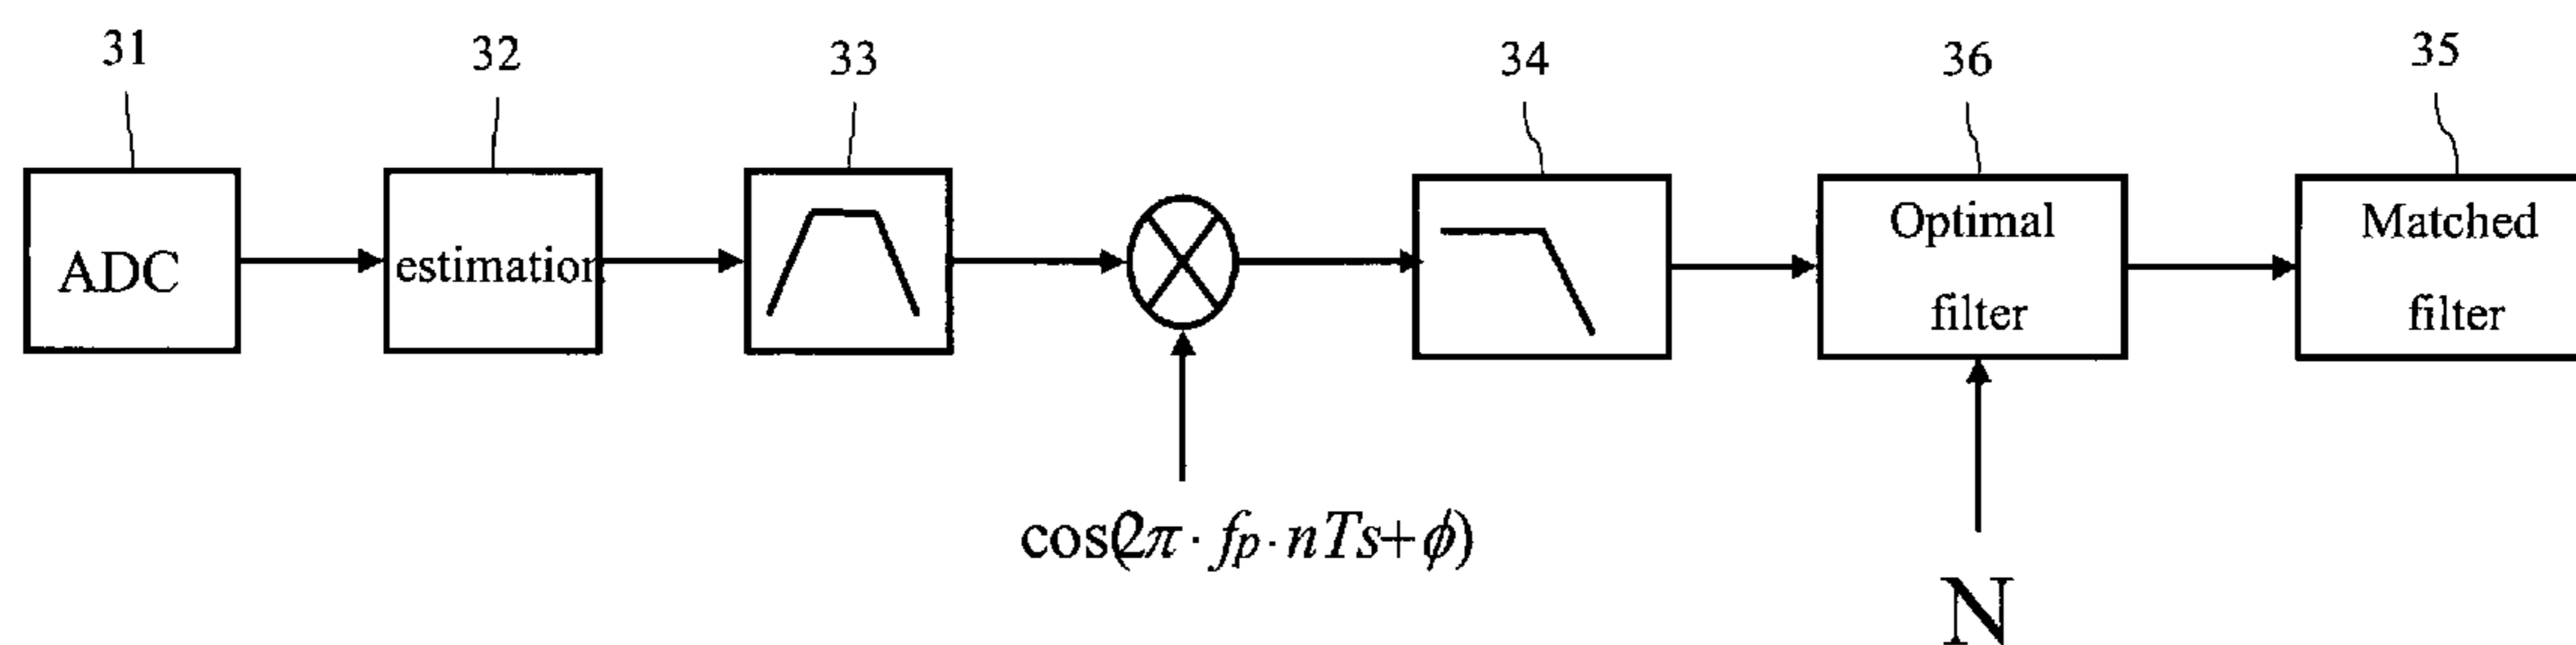 31 32 33 34 36 35
ADC
estimation
Optimal
filter
Matched
filter
cos(2π · fp · nTs+ϕ)
N